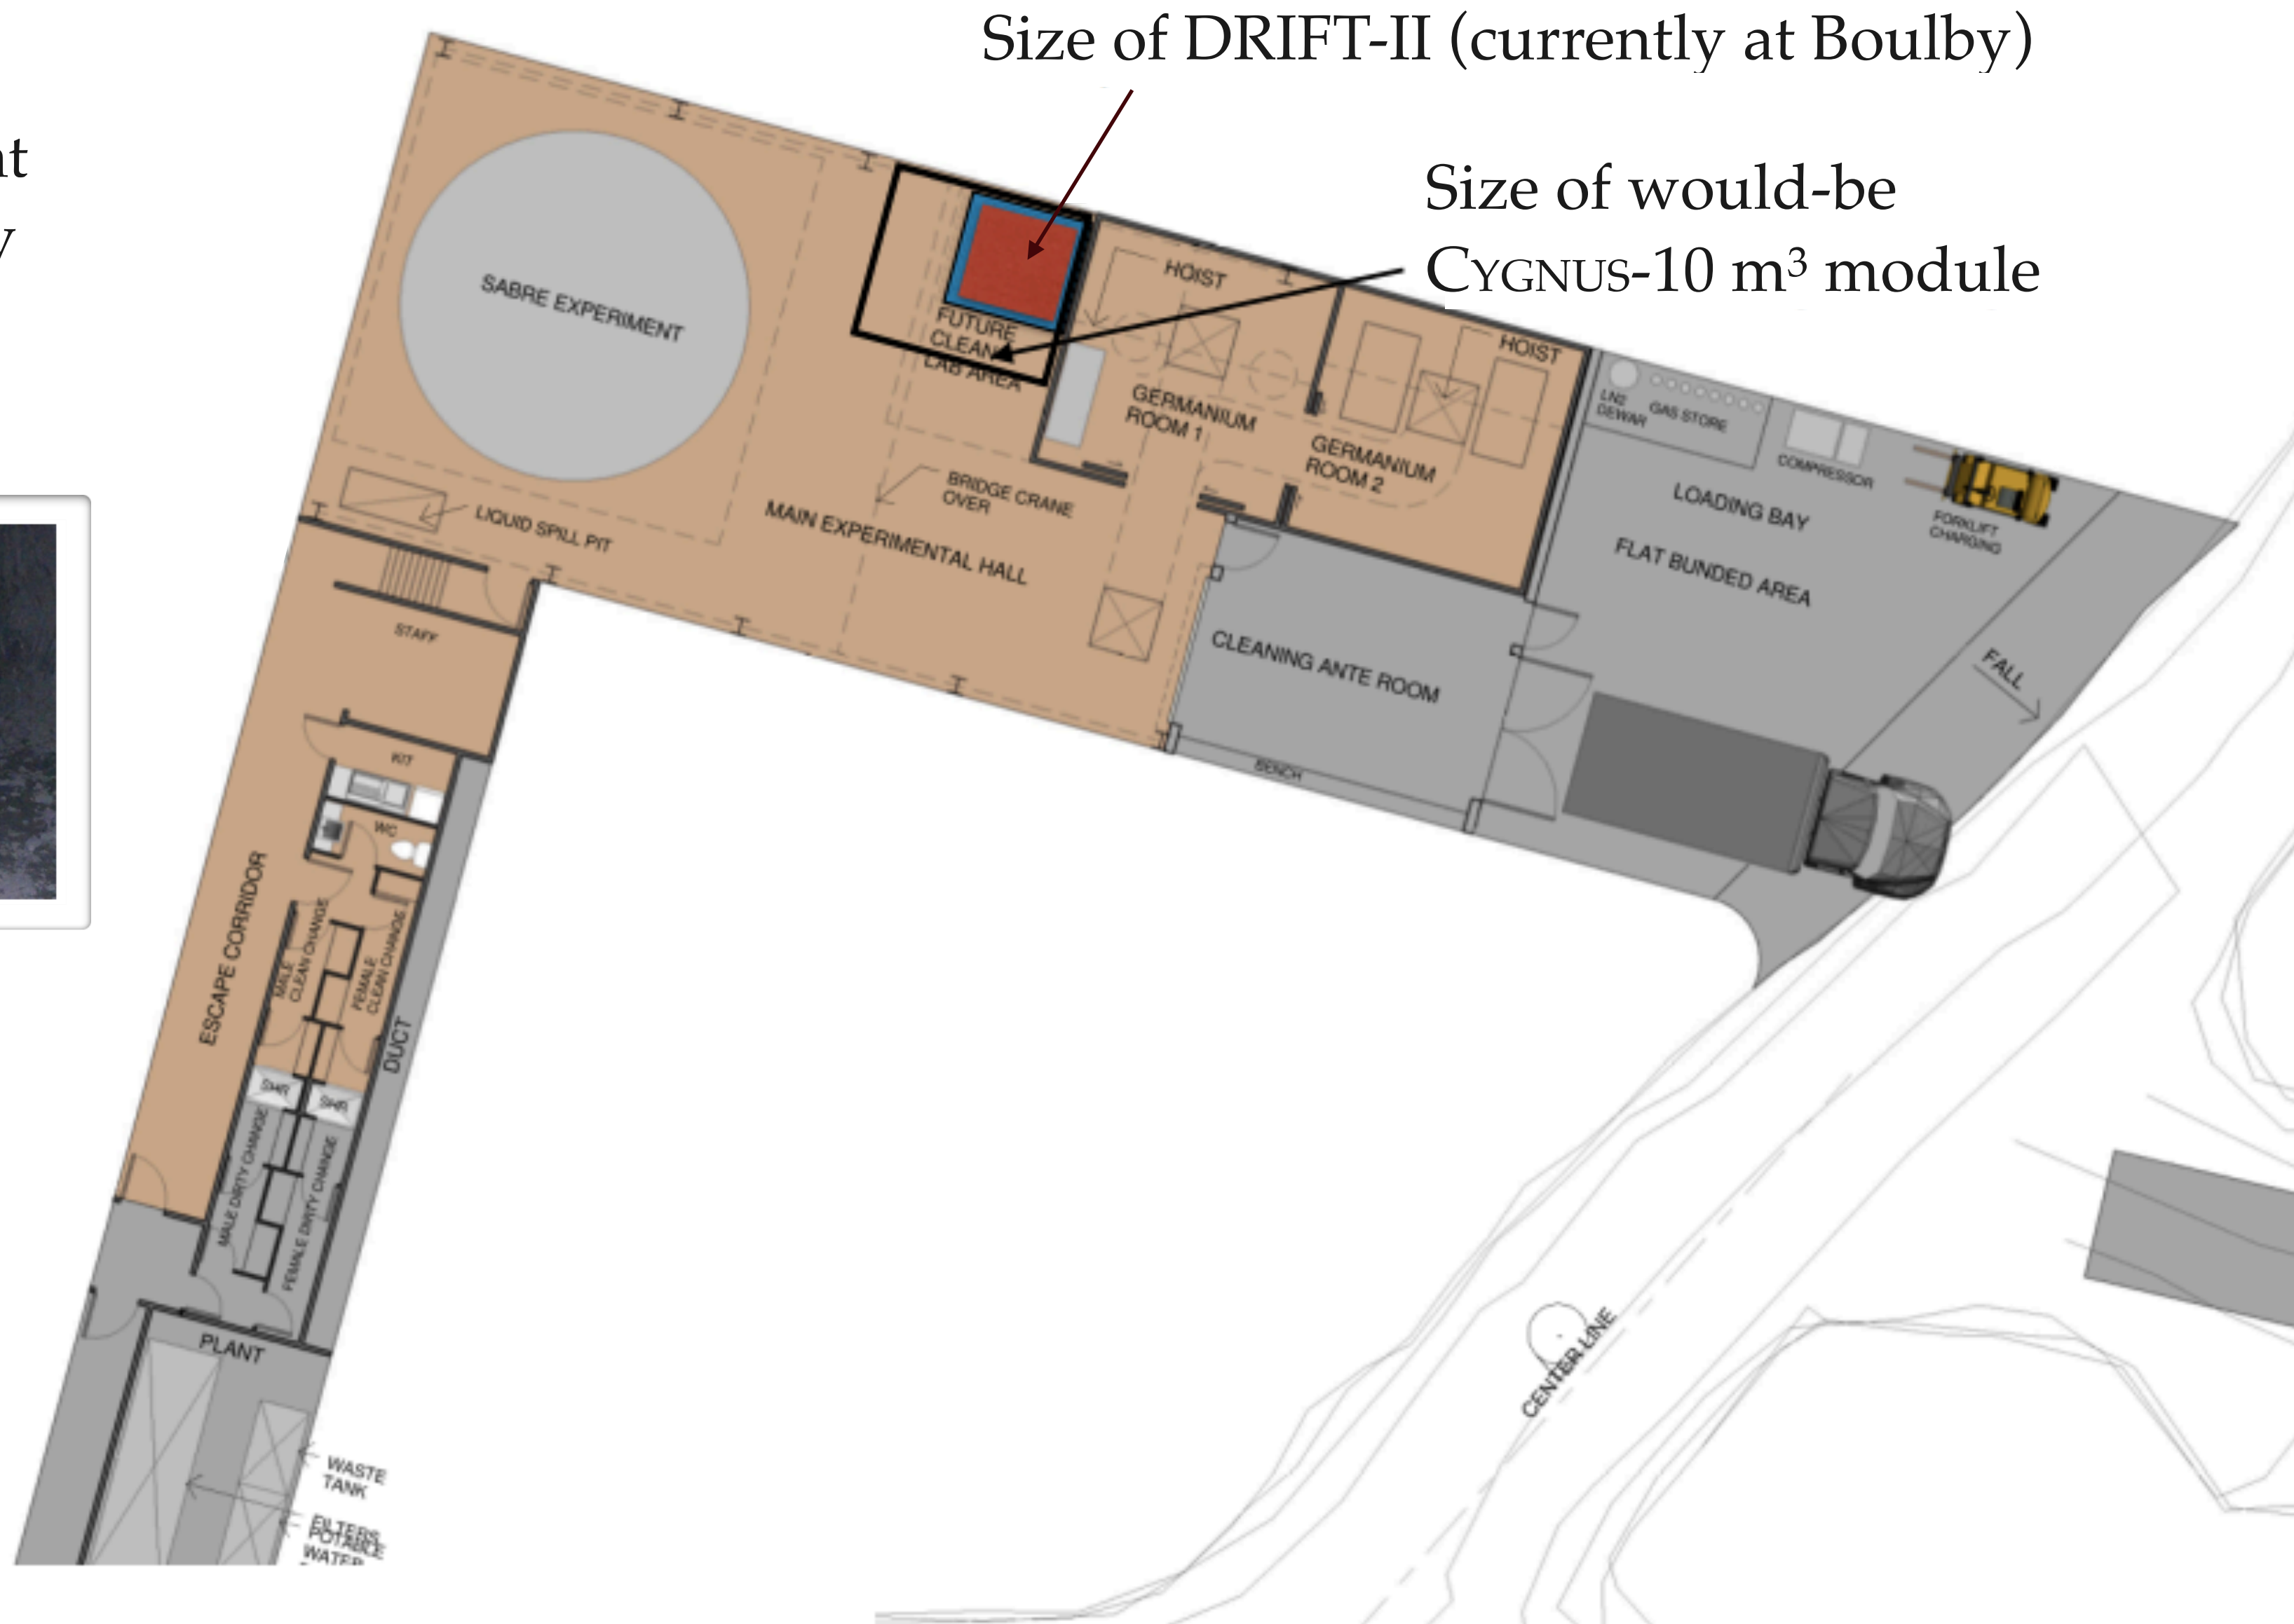 Size of DRIFT-II (currently at Boulby)
Size of would-be
CYGNUS-10 m³ module
nt
y
SABRE EXPERIMENT
FUTURE
CLEAN
LAB AREA
HOIST
HOIST
GERMANIUM
ROOM 1
GERMANIUM
ROOM 2
LN2
DEWAR
GAS STORE
COMPRESSOR
FORKLIFT
CHARGING
LOADING BAY
FLAT BUNDED AREA
FALL
BRIDGE CRANE
OVER
MAIN EXPERIMENTAL HALL
LIQUID SPILL PIT
CLEANING ANTE ROOM
BENCH
STAFF
KIT
WC
ESCAPE CORRIDOR
MALE
CLEAN CHANGE
FEMALE
CLEAN CHANGE
DUCT
SHR
SHR
MALE DIRTY CHANGE
FEMALE DIRTY CHANGE
PLANT
WASTE
TANK
FILTERS
POTABLE
WATER
CENTER LINE